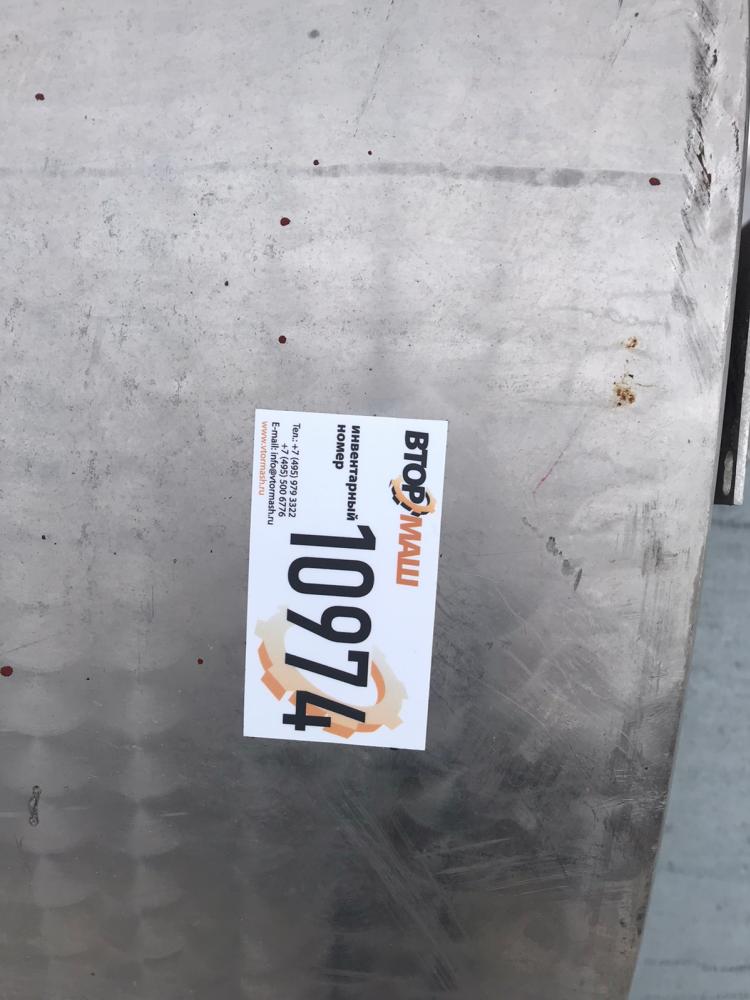 ВТОРМАШ
инвентарный
номер
10974
Тел.: +7 (495) 979 3322
+7 (495) 500 6776
E-mail: info@vtormash.ru
www.vtormash.ru